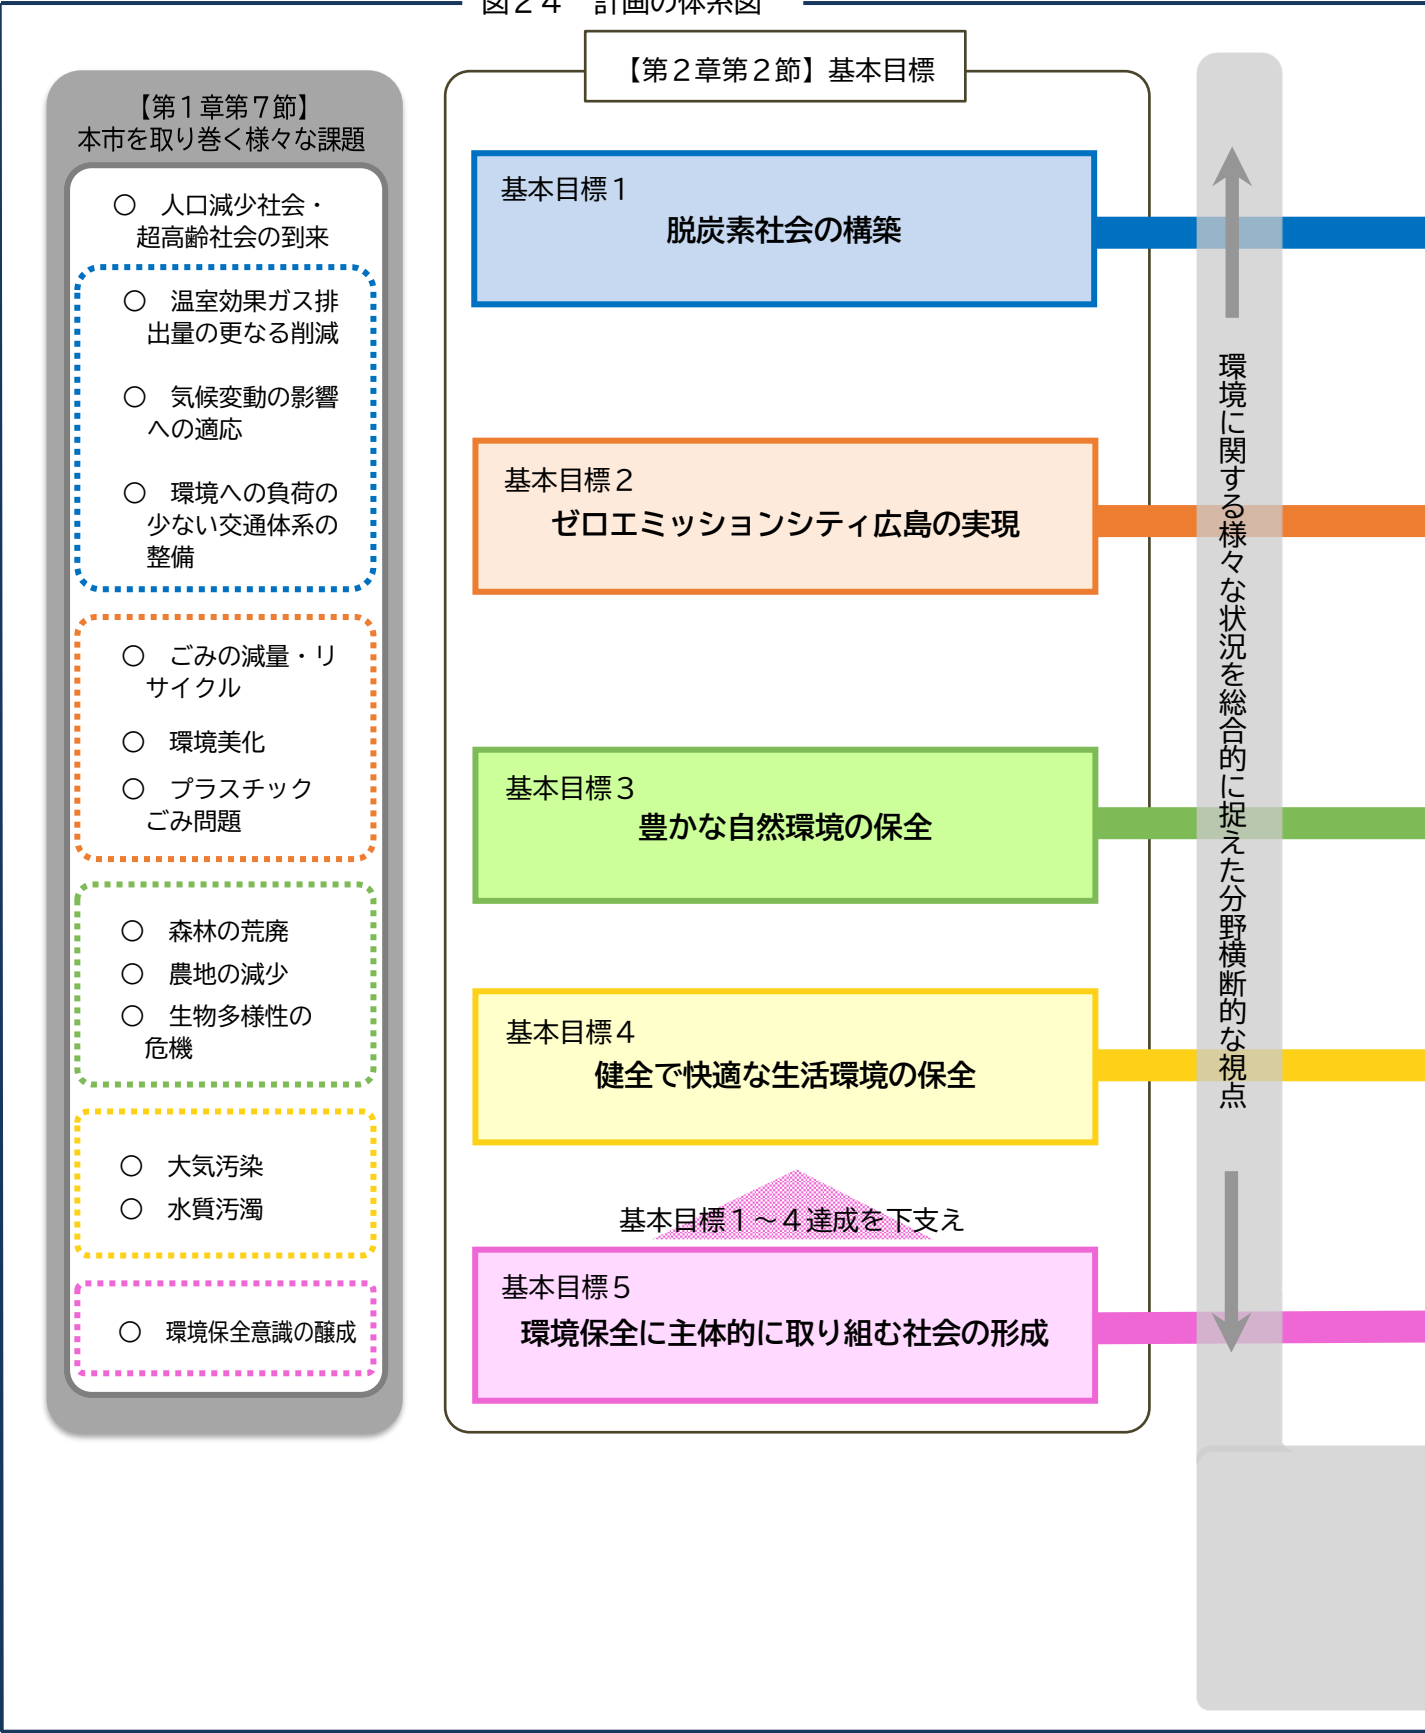 図２４　計画の体系図
【第１章第７節】
本市を取り巻く様々な課題
〇　人口減少社会・
超高齢社会の到来
〇　温室効果ガス排
出量の更なる削減
〇　気候変動の影響
への適応
〇　環境への負荷の
少ない交通体系の
整備
〇　ごみの減量・リ
サイクル
〇　環境美化
〇　プラスチック
ごみ問題
〇　森林の荒廃
〇　農地の減少
〇　生物多様性の
危機
〇　大気汚染
〇　水質汚濁
〇　環境保全意識の醸成
【第２章第２節】基本目標
基本目標１
脱炭素社会の構築
基本目標２
ゼロエミッションシティ広島の実現
基本目標３
豊かな自然環境の保全
基本目標４
健全で快適な生活環境の保全
基本目標１～４達成を下支え
基本目標５
環境保全に主体的に取り組む社会の形成
環境に関する様々な状況を総合的に捉えた分野横断的な視点